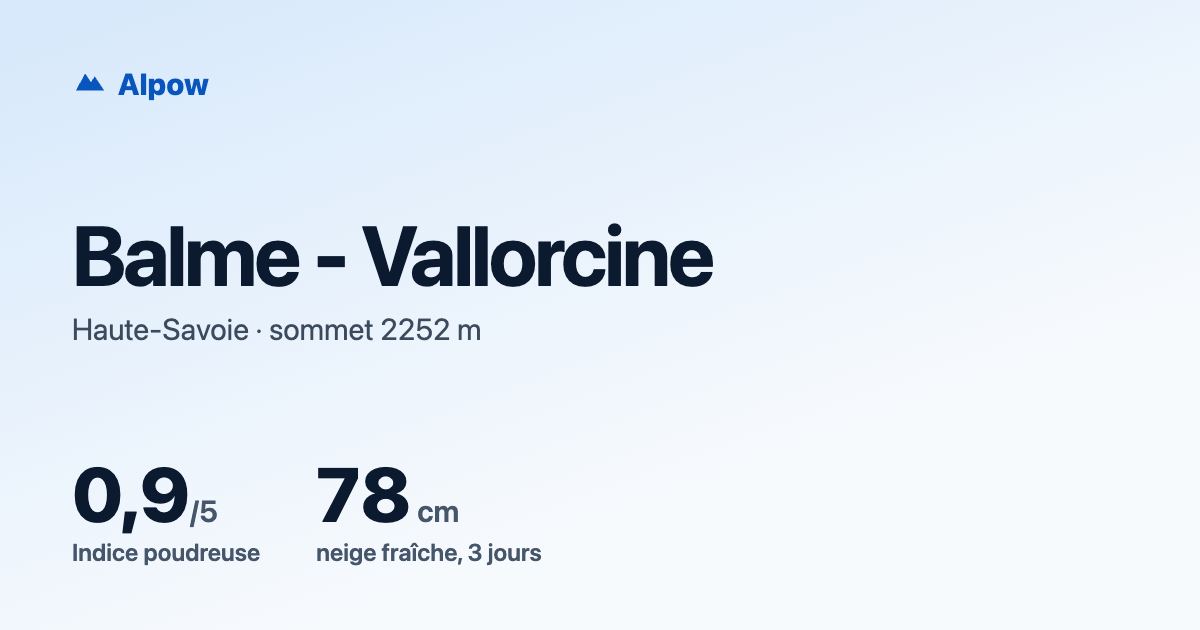 Alpow
Balme - Vallorcine
Haute-Savoie · sommet 2252 m
0,9/5 78 cm
Indice poudreuse neige fraîche, 3 jours